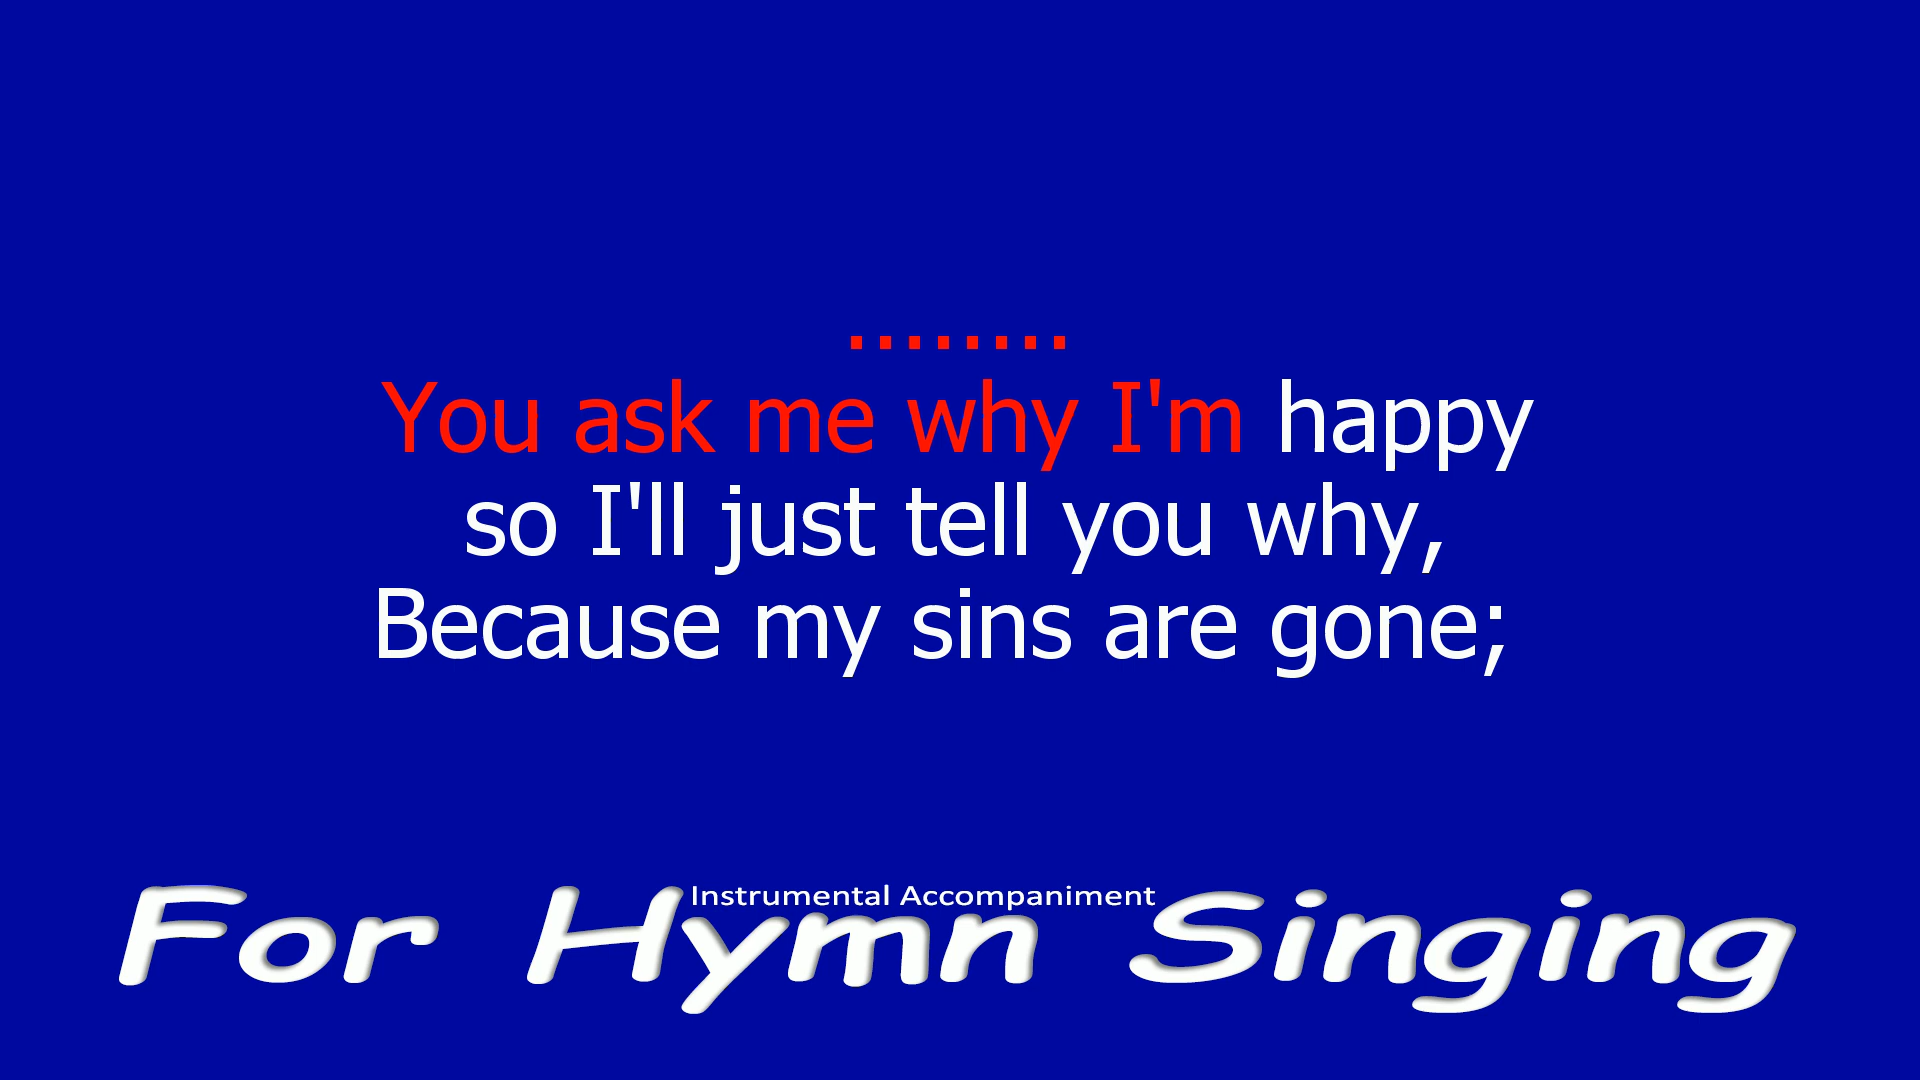 ........
You ask me why I'm happy
so I'll just tell you why,
Because my sins are gone;
Instrumental Accompaniment
For Hymn Singing